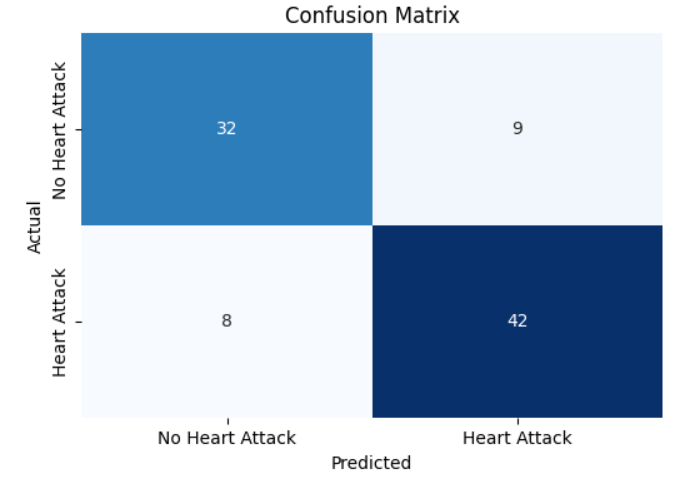 Confusion Matrix
Actual
No Heart Attack
32
9
Heart Attack
8
42
No Heart Attack
Heart Attack
Predicted